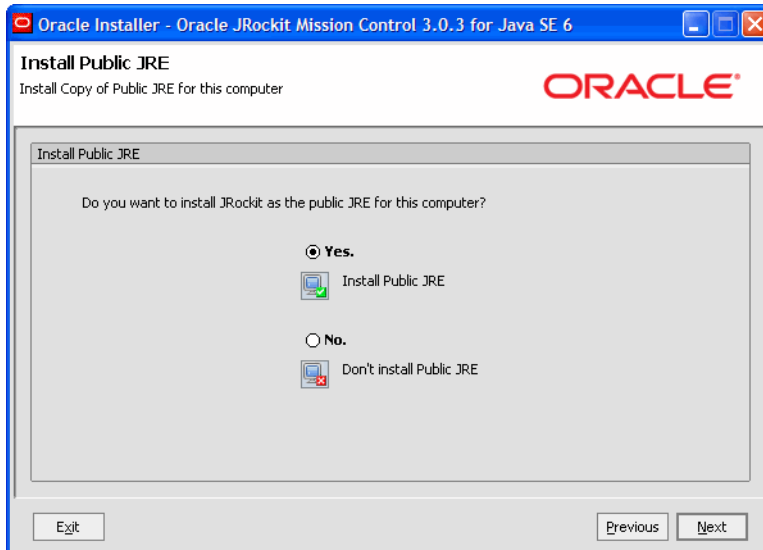 Oracle Installer - Oracle JRockit Mission Control 3.0.3 for Java SE 6
Install Public JRE
Install Copy of Public JRE for this computer
ORACLE
Install Public JRE
Do you want to install JRockit as the public JRE for this computer?
Yes.
Install Public JRE
No.
Don't install Public JRE
Exit
Previous
Next